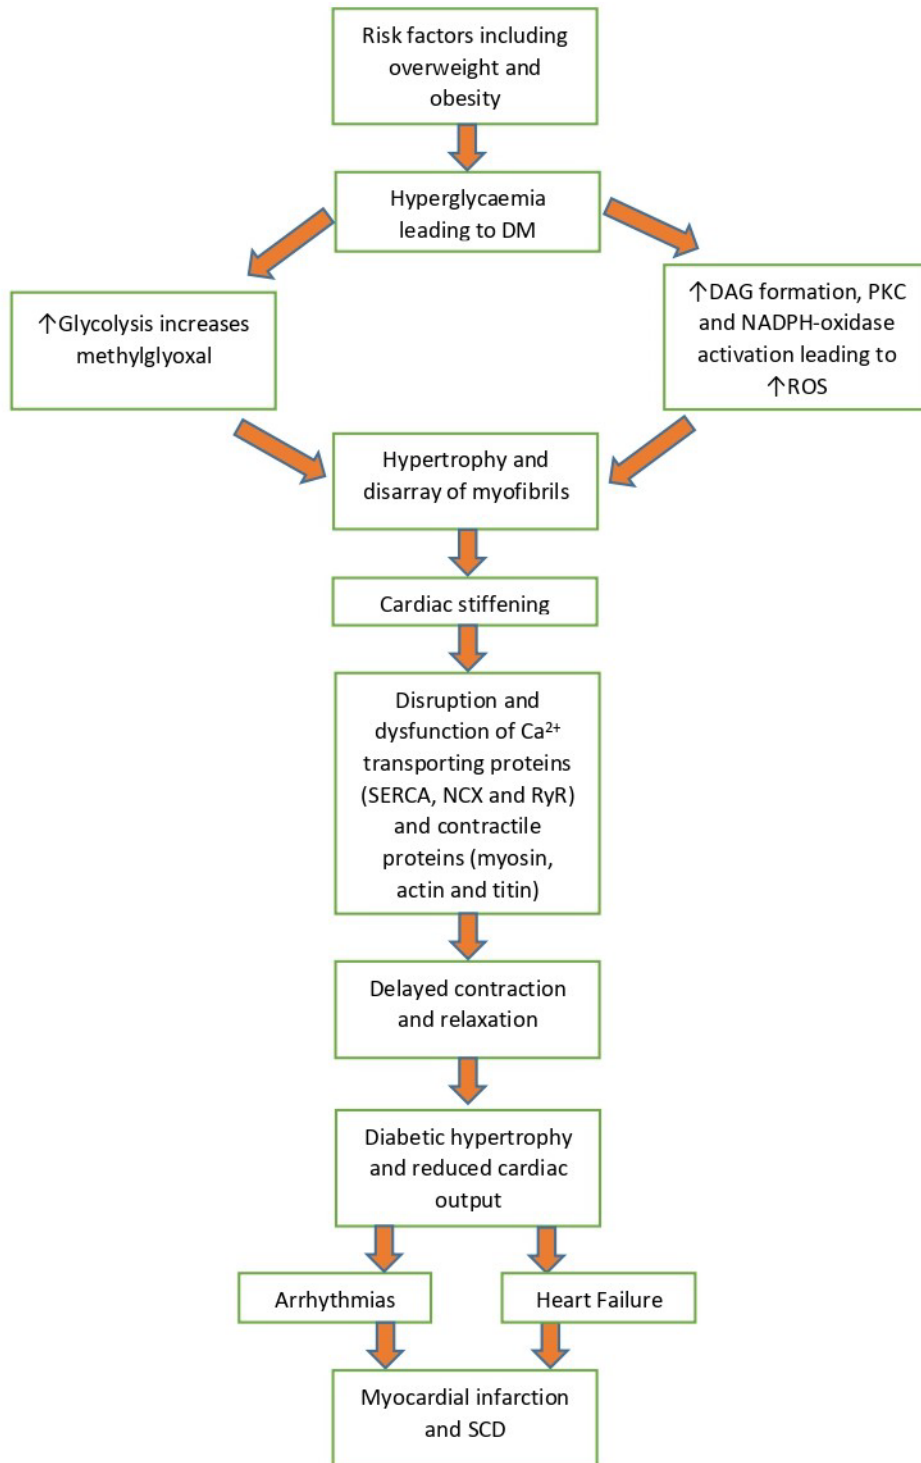 Risk factors including
overweight and
obesity
Hyperglycaemia
leading to DM
↑Glycolysis increases
methylglyoxal
↑DAG formation, PKC
and NADPH-oxidase
activation leading to
↑ROS
Hypertrophy and
disarray of myofibrils
Cardiac stiffening
Disruption and
dysfunction of Ca²⁺
transporting proteins
(SERCA, NCX and RyR)
and contractile
proteins (myosin,
actin and titin)
Delayed contraction
and relaxation
Diabetic hypertrophy
and reduced cardiac
output
Arrhythmias
Heart Failure
Myocardial infarction
and SCD